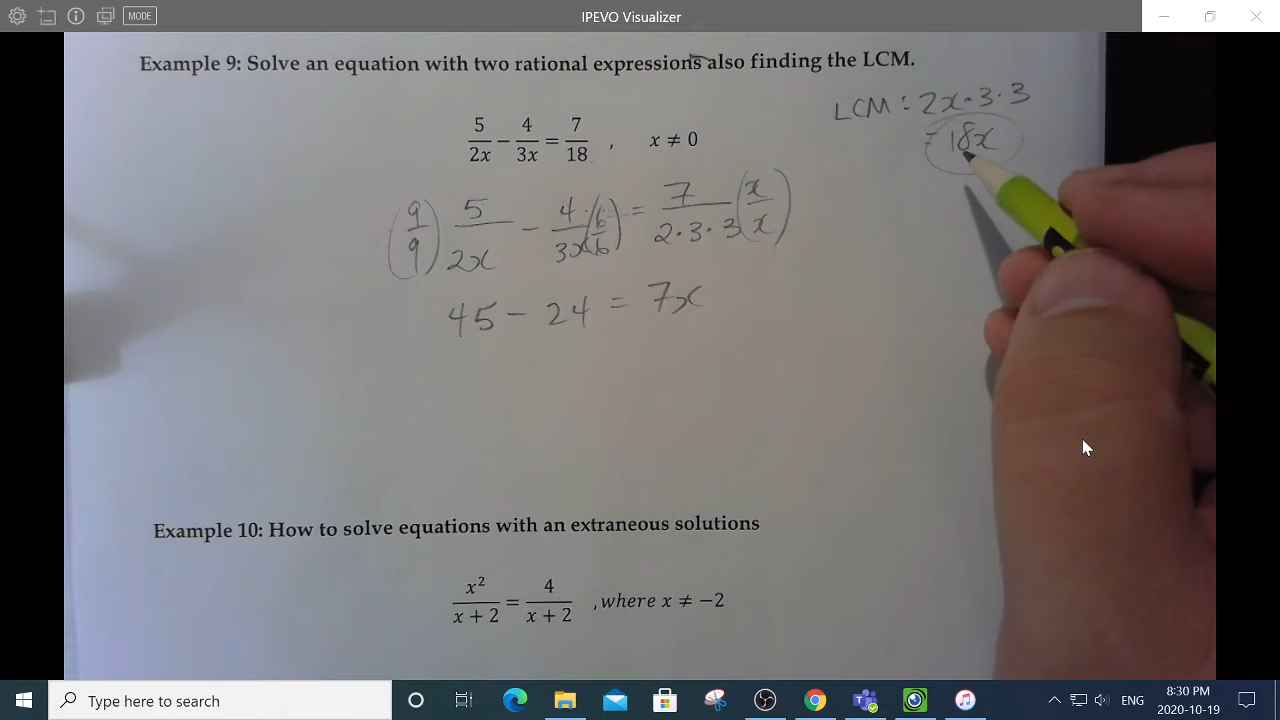 MODE
IPEVO Visualizer
Example 9: Solve an equation with two rational expressions also finding the LCM.
LCM : 2x·3·3
= 18x
5/2x − 4/3x = 7/18 , x ≠ 0
(9/9) 5/2x − 4/3x (6/6) = 7/2·3·3 (x/x)
45 − 24 = 7x
Example 10: How to solve equations with an extraneous solutions
x²/x + 2 = 4/x + 2 , where x ≠ −2
Type here to search
ENG
8:30 PM
2020-10-19